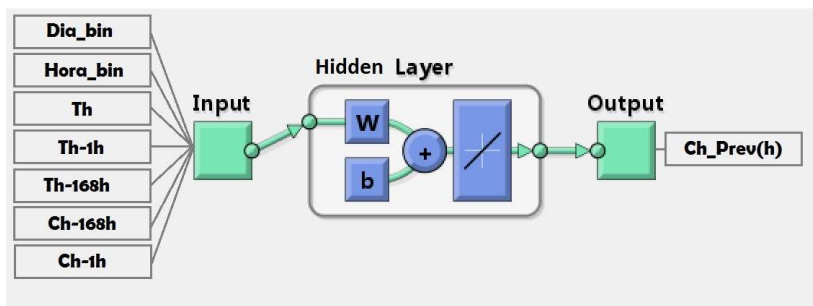 Dia_bin
Hora_bin
Th
Th-1h
Th-168h
Ch-168h
Ch-1h
Input
Hidden Layer
W
b
+
Output
Ch_Prev(h)